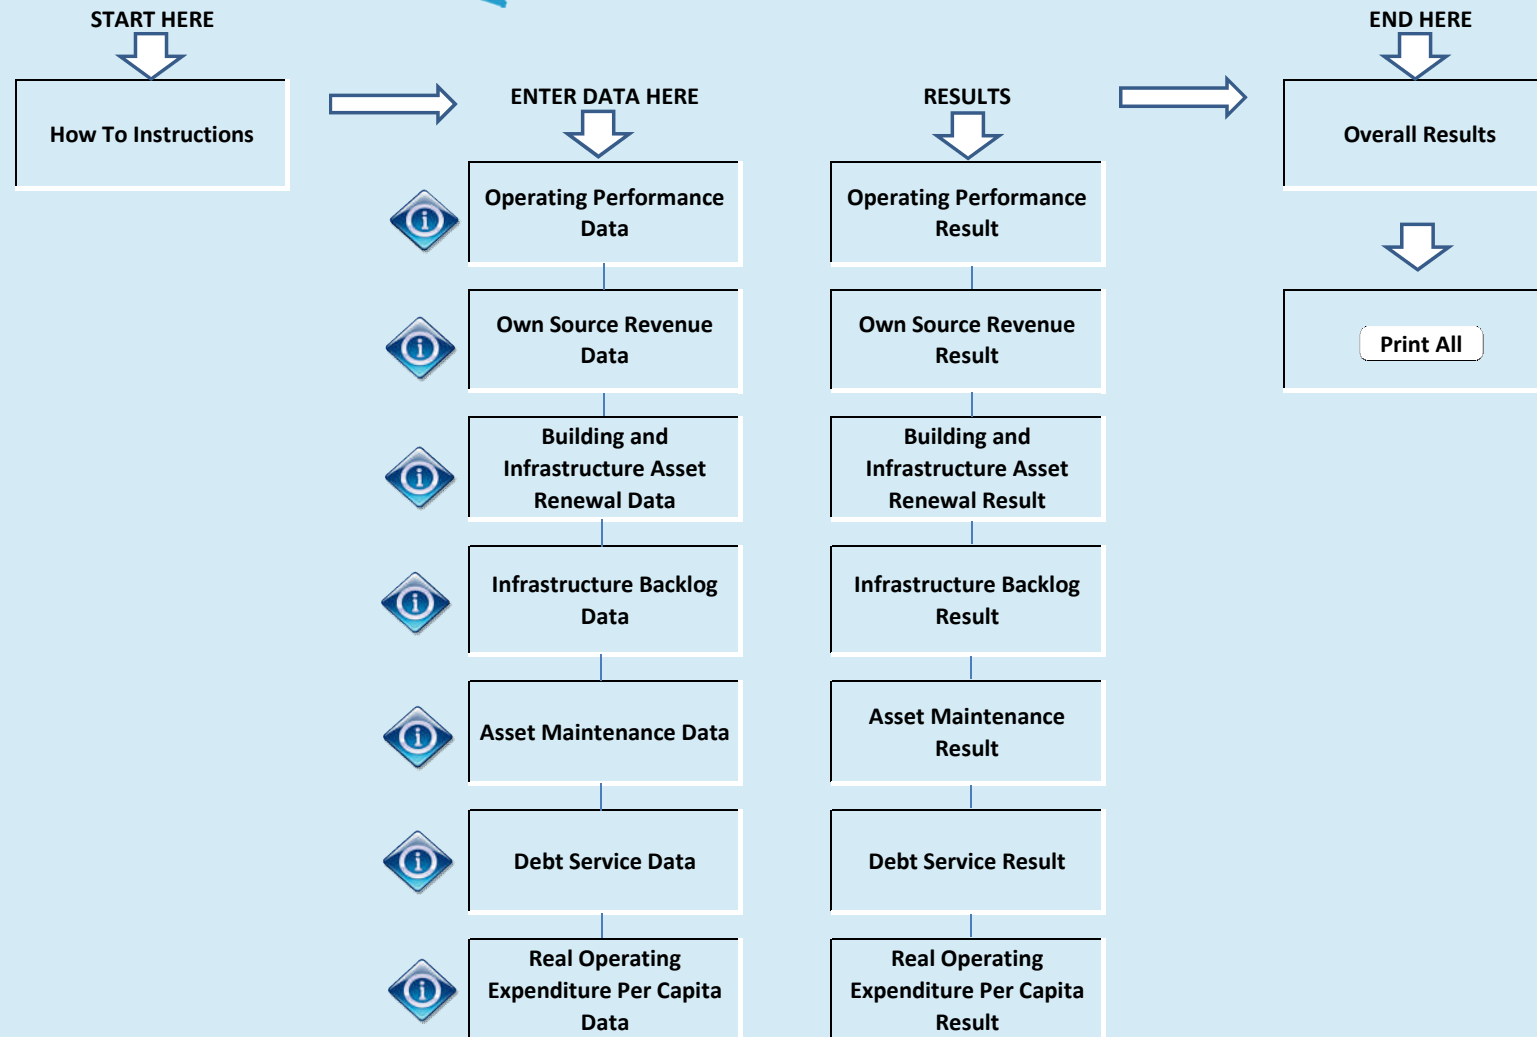 START HERE
How To Instructions
ENTER DATA HERE
Operating Performance
Data
Own Source Revenue
Data
Building and
Infrastructure Asset
Renewal Data
Infrastructure Backlog
Data
Asset Maintenance Data
Debt Service Data
Real Operating
Expenditure Per Capita
Data
RESULTS
Operating Performance
Result
Own Source Revenue
Result
Building and
Infrastructure Asset
Renewal Result
Infrastructure Backlog
Result
Asset Maintenance
Result
Debt Service Result
Real Operating
Expenditure Per Capita
Result
END HERE
Overall Results
Print All